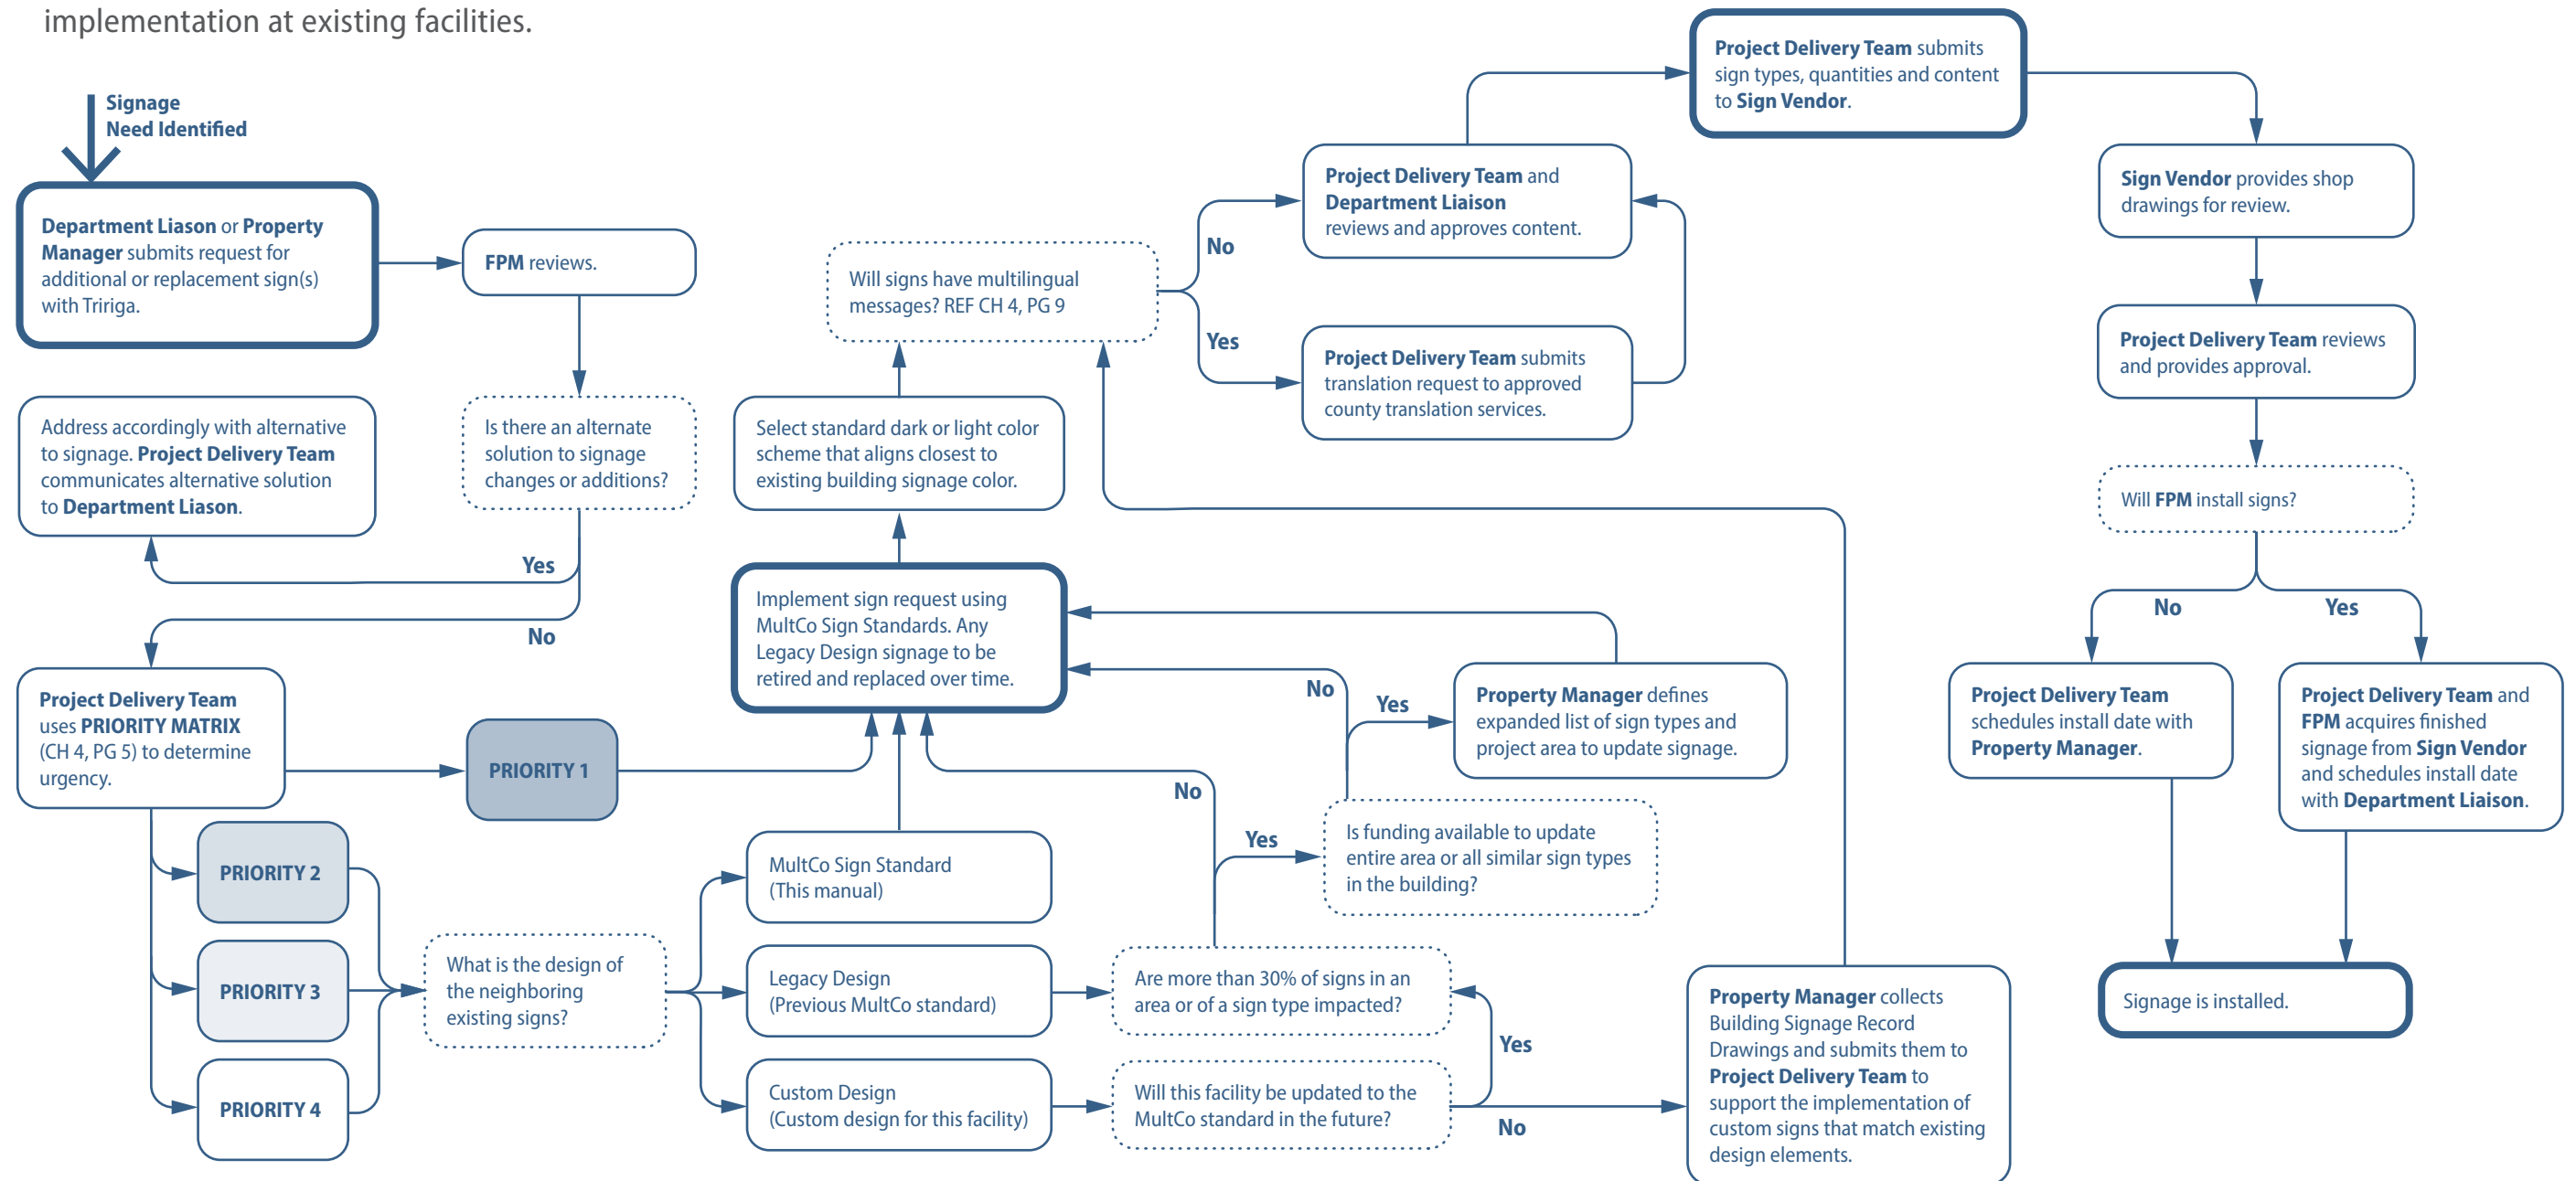 implementation at existing facilities.
Signage
Need Identified
Department Liason or Property
Manager submits request for
additional or replacement sign(s)
with Tririga.
FPM reviews.
Is there an alternate
solution to signage
changes or additions?
Yes
No
Address accordingly with alternative
to signage. Project Delivery Team
communicates alternative solution
to Department Liason.
Project Delivery Team
uses PRIORITY MATRIX
(CH 4, PG 5) to determine
urgency.
PRIORITY 1
PRIORITY 2
PRIORITY 3
PRIORITY 4
What is the design of
the neighboring
existing signs?
MultCo Sign Standard
(This manual)
Legacy Design
(Previous MultCo standard)
Custom Design
(Custom design for this facility)
Are more than 30% of signs in an
area or of a sign type impacted?
No
Yes
Will this facility be updated to the
MultCo standard in the future?
Yes
No
Is funding available to update
entire area or all similar sign types
in the building?
No
Yes
Property Manager defines
expanded list of sign types and
project area to update signage.
Property Manager collects
Building Signage Record
Drawings and submits them to
Project Delivery Team to
support the implementation of
custom signs that match existing
design elements.
Implement sign request using
MultCo Sign Standards. Any
Legacy Design signage to be
retired and replaced over time.
Select standard dark or light color
scheme that aligns closest to
existing building signage color.
Will signs have multilingual
messages? REF CH 4, PG 9
No
Yes
Project Delivery Team and
Department Liaison
reviews and approves content.
Project Delivery Team submits
translation request to approved
county translation services.
Project Delivery Team submits
sign types, quantities and content
to Sign Vendor.
Sign Vendor provides shop
drawings for review.
Project Delivery Team reviews
and provides approval.
Will FPM install signs?
No
Yes
Project Delivery Team
schedules install date with
Property Manager.
Project Delivery Team and
FPM acquires finished
signage from Sign Vendor
and schedules install date
with Department Liaison.
Signage is installed.